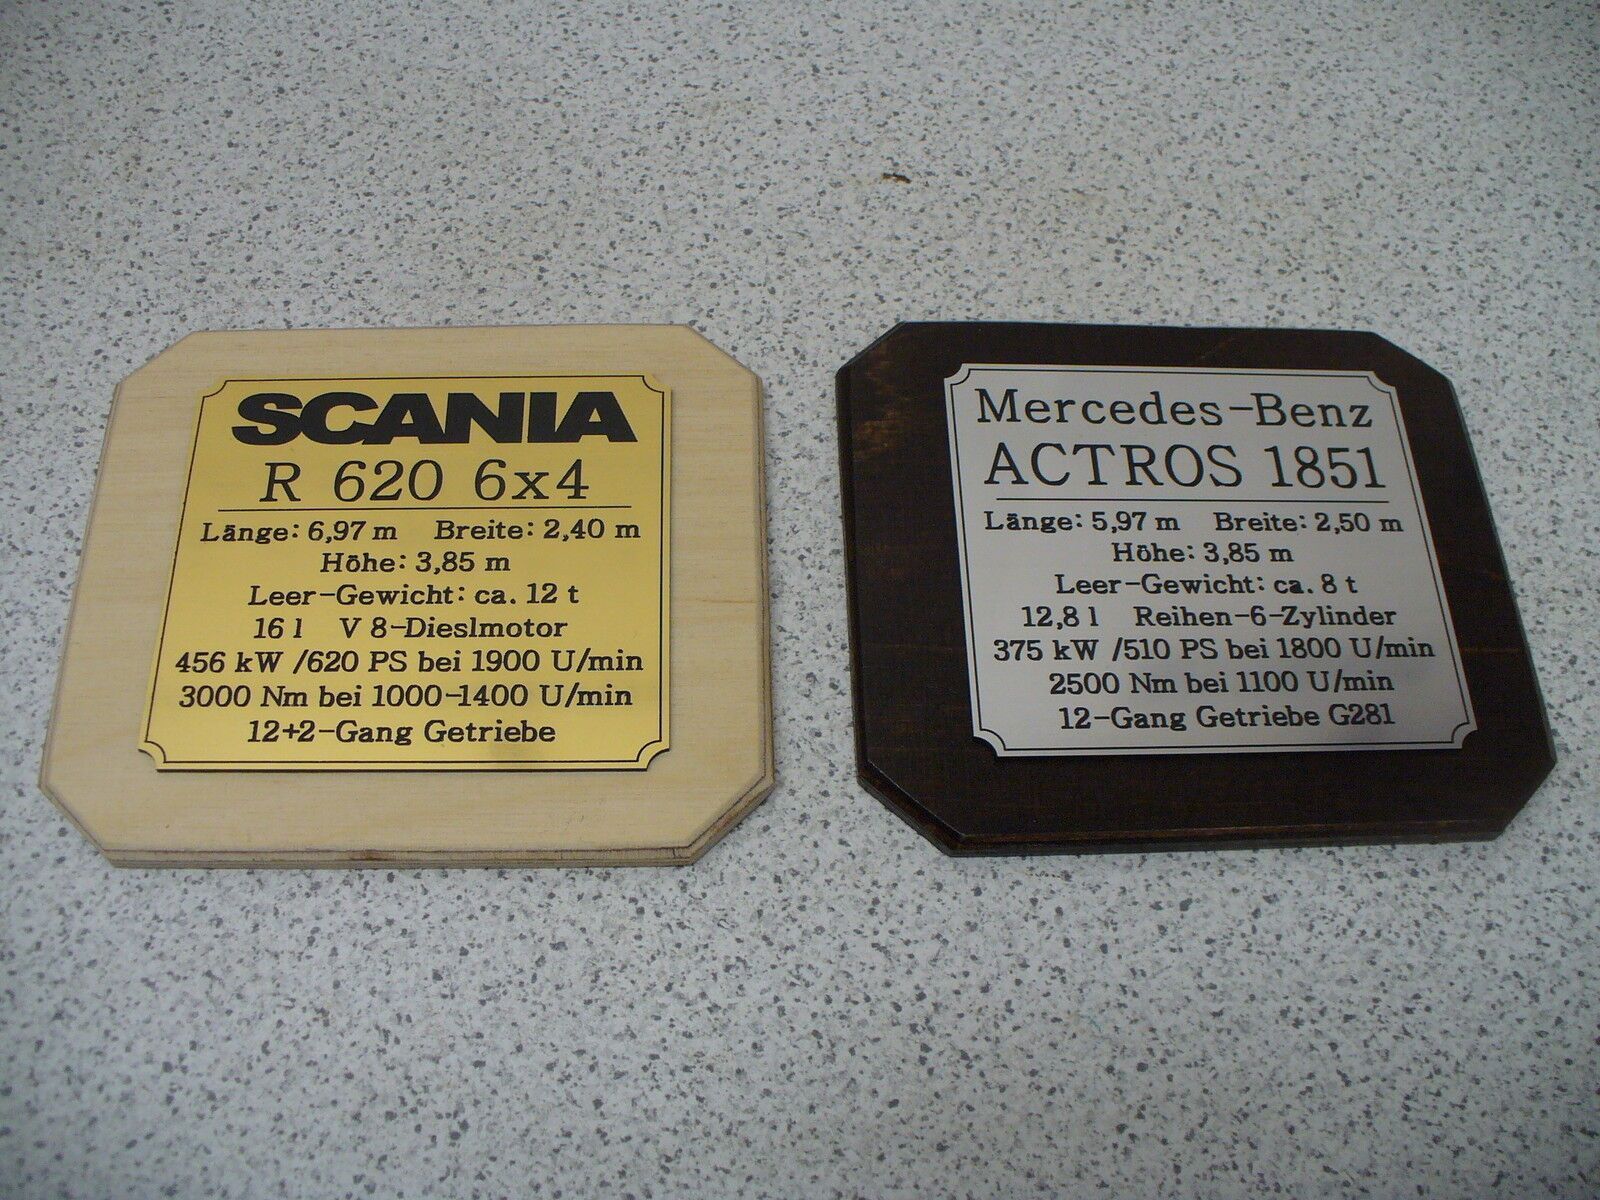 SCANIA
R 620 6x4
Länge: 6,97 m Breite: 2,40 m
Höhe: 3,85 m
Leer-Gewicht: ca. 12 t
16 l V 8-Dieslmotor
456 kW /620 PS bei 1900 U/min
3000 Nm bei 1000-1400 U/min
12+2-Gang Getriebe
Mercedes-Benz
ACTROS 1851
Länge: 5,97 m Breite: 2,50 m
Höhe: 3,85 m
Leer-Gewicht: ca. 8 t
12,8 l Reihen-6-Zylinder
375 kW /510 PS bei 1800 U/min
2500 Nm bei 1100 U/min
12-Gang Getriebe G281